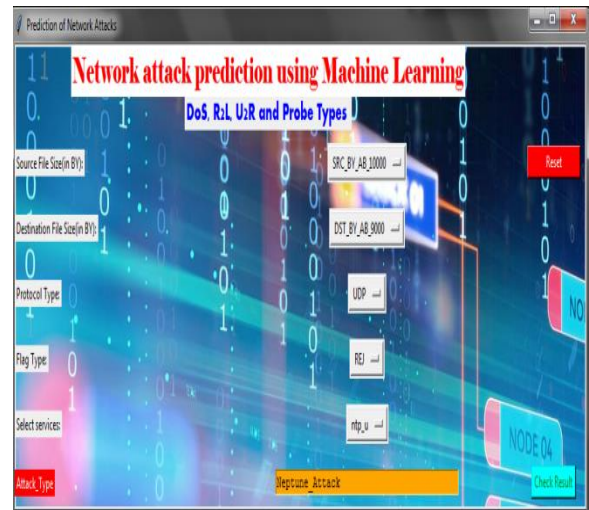 Prediction of Network Attacks
Network attack prediction using Machine Learning
DoS, R2L, U2R and Probe Types
Source File Size(in BY):
SRC_BY_AB_10000
Reset
Destination File Size(in BY):
DST_BY_AB_9000
Protocol Type:
UDP
Flag Type:
REJ
Select services:
ntp_u
NODE 04
Attack_Type
Neptune_Attack
Check Result